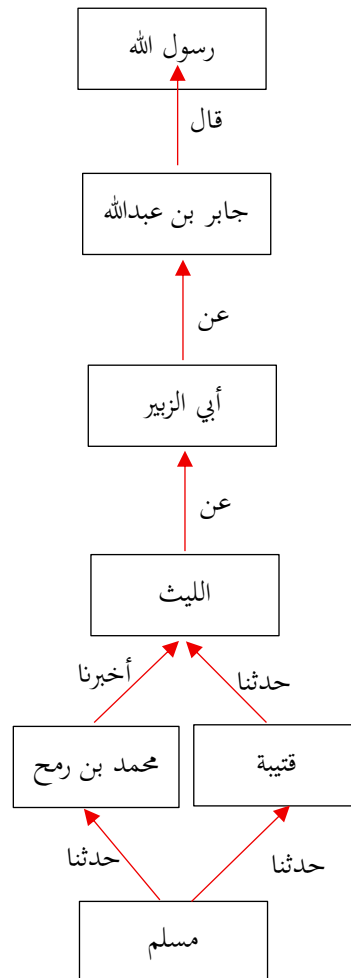 رسول الله
قال
جابر بن عبدالله
عن
أبي الزبير
عن
الليث
أخبرنا
حدثنا
محمد بن رمح
قتيبة
حدثنا
حدثنا
مسلم